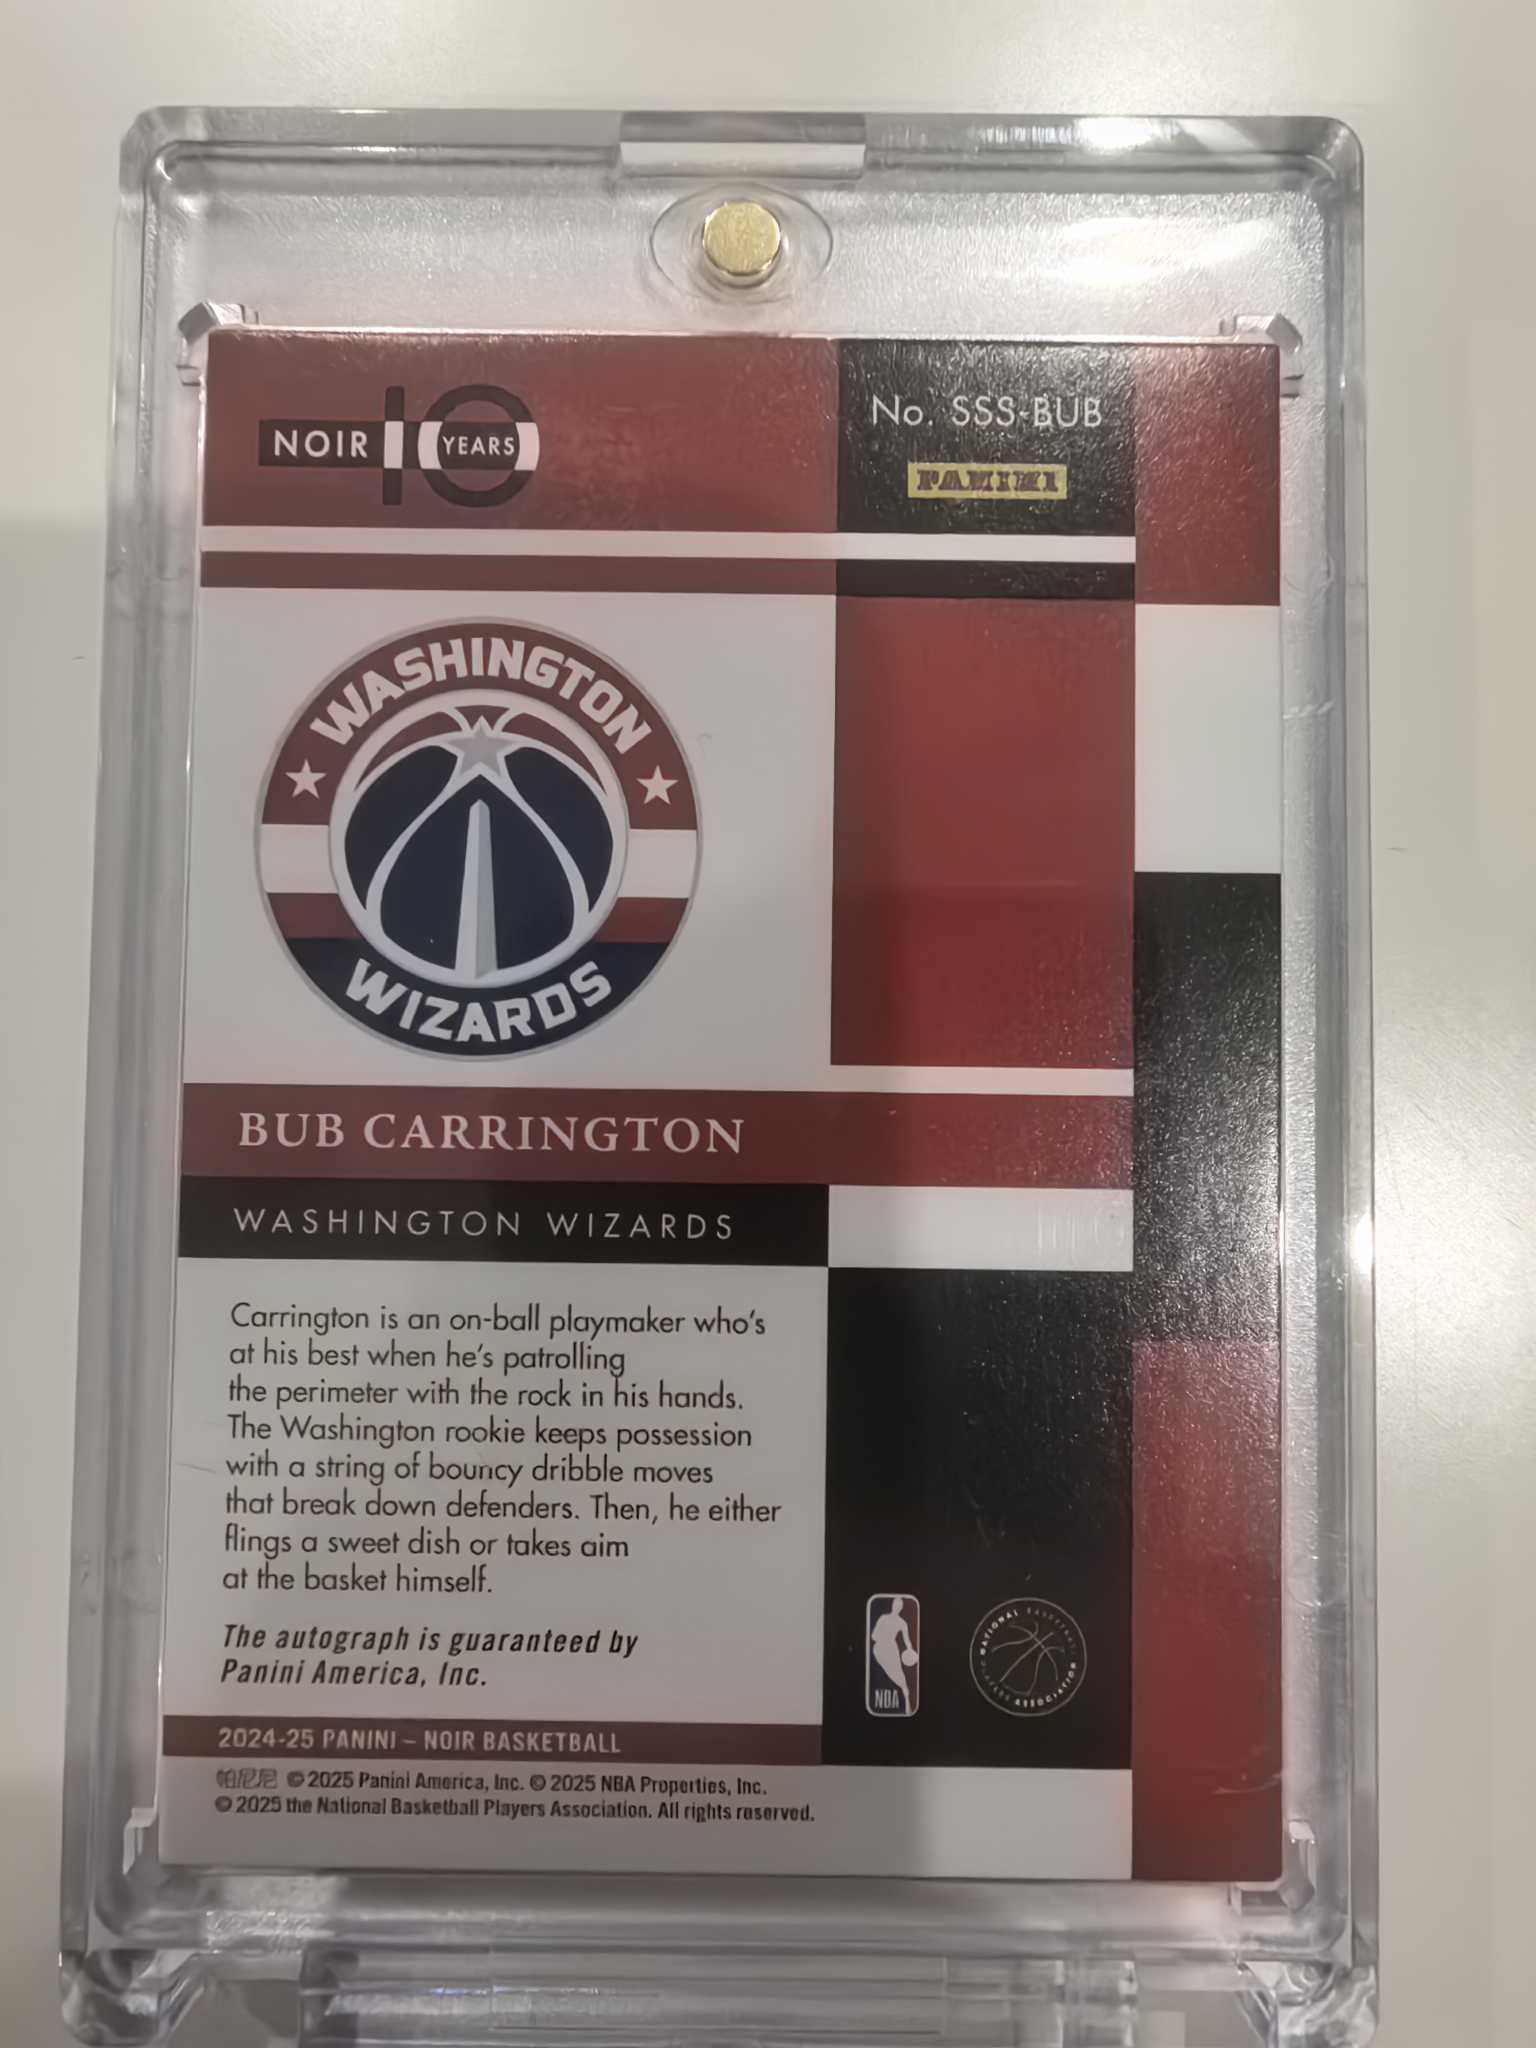 NOIR 10 YEARS
No. SSS-BUB
PANINI
WASHINGTON
WIZARDS
BUB CARRINGTON
WASHINGTON WIZARDS
Carrington is an on-ball playmaker who's
at his best when he's patrolling
the perimeter with the rock in his hands.
The Washington rookie keeps possession
with a string of bouncy dribble moves
that break down defenders. Then, he either
flings a sweet dish or takes aim
at the basket himself.
The autograph is guaranteed by
Panini America, Inc.
NBA
NATIONAL BASKETBALL
PLAYERS ASSOCIATION
2024-25 PANINI – NOIR BASKETBALL
帕尼尼 © 2025 Panini America, Inc. © 2025 NBA Properties, Inc.
© 2025 the National Basketball Players Association. All rights reserved.